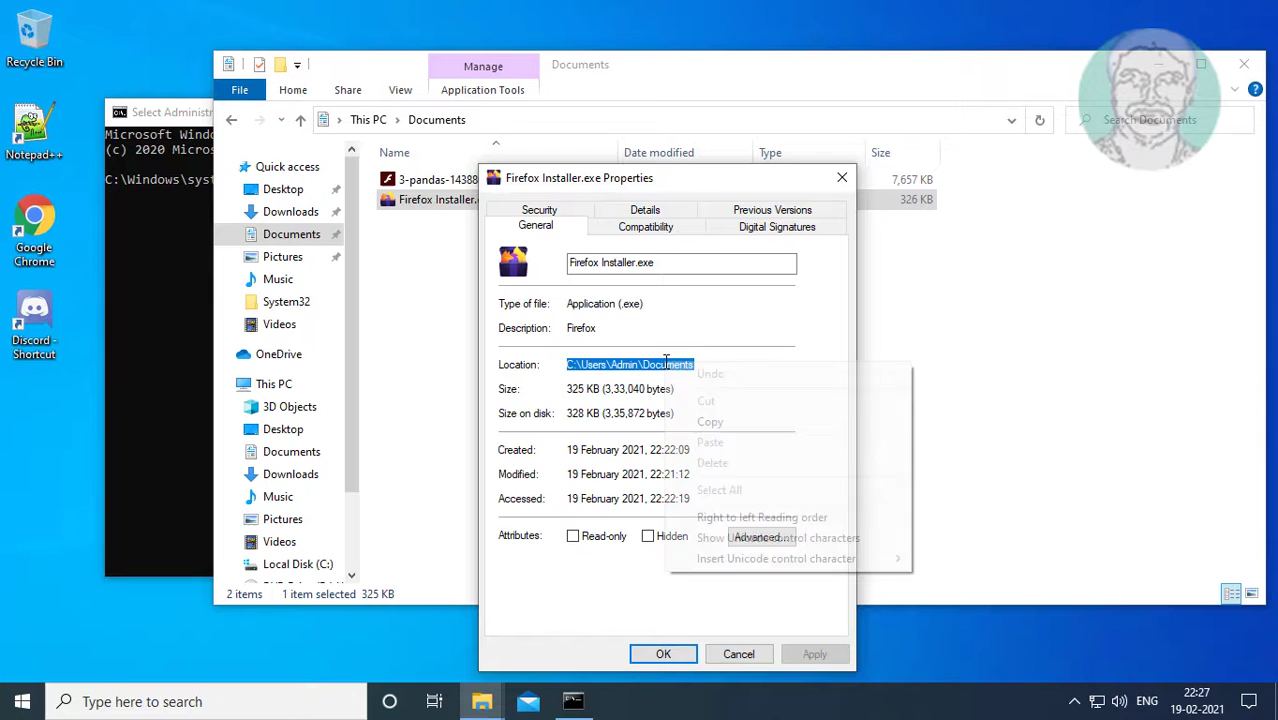 Recycle Bin
Notepad++
Google
Chrome
Discord -
Shortcut
Select Administr
Microsoft Wind
(c) 2020 Micros
C:\Windows\syst
Manage
Documents
File
Home
Share
View
Application Tools
This PC
Documents
Search Documents
Name
Date modified
Type
Size
3-pandas-14388
7,657 KB
Firefox Installer.e
326 KB
Quick access
Desktop
Downloads
Documents
Pictures
Music
System32
Videos
OneDrive
This PC
3D Objects
Desktop
Documents
Downloads
Music
Pictures
Videos
Local Disk (C:)
2 items
1 item selected 325 KB
Firefox Installer.exe Properties
Security
Details
Previous Versions
General
Compatibility
Digital Signatures
Firefox Installer.exe
Type of file: Application (.exe)
Description: Firefox
Location: C:\Users\Admin\Documents
Size: 325 KB (3,33,040 bytes)
Size on disk: 328 KB (3,35,872 bytes)
Created: 19 February 2021, 22:22:09
Modified: 19 February 2021, 22:21:12
Accessed: 19 February 2021, 22:22:19
Attributes: Read-only Hidden Advanced...
Undo
Cut
Copy
Paste
Delete
Select All
Right to left Reading order
Show Unicode control characters
Insert Unicode control character
OK
Cancel
Apply
Type here to search
ENG
22:27
19-02-2021